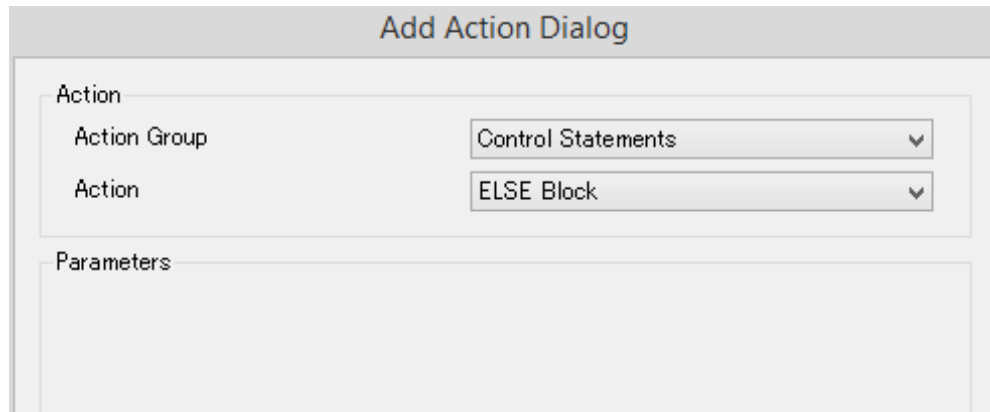 Add Action Dialog
Action
Action Group Control Statements
Action ELSE Block
Parameters